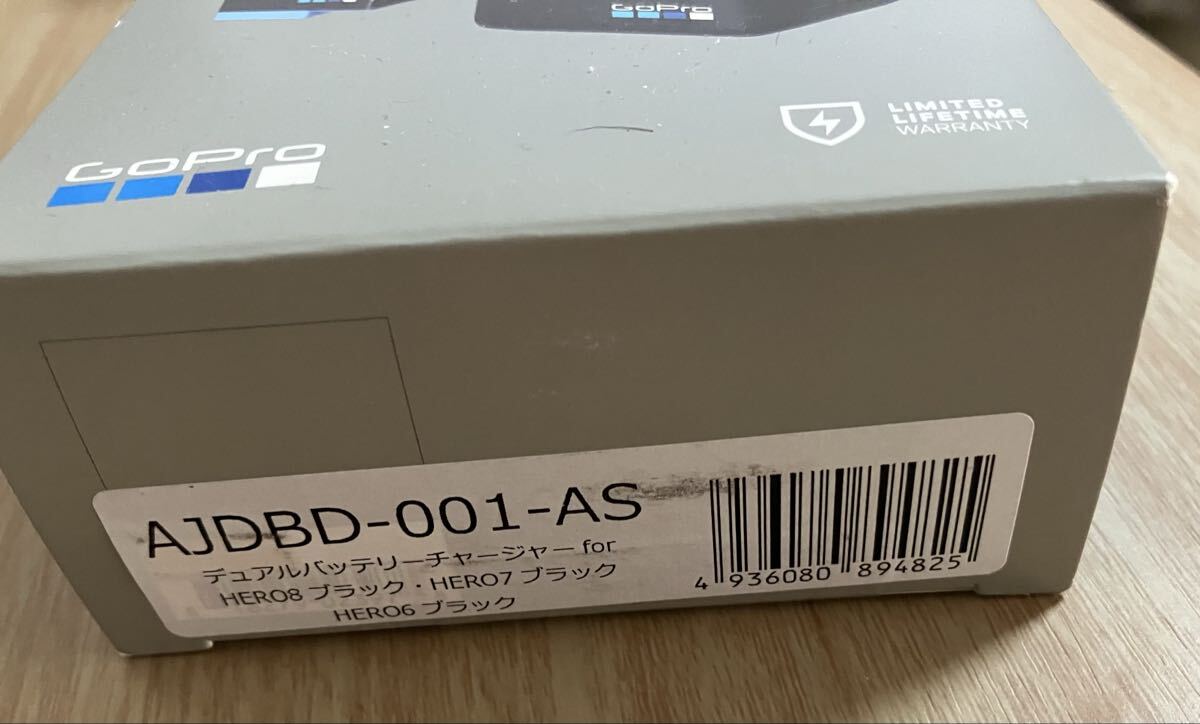 GoPro
LIMITED
LIFETIME
WARRANTY
GoPro
AJDBD-001-AS
デュアルバッテリーチャージャー for
HERO8 ブラック・HERO7 ブラック
HERO6 ブラック
4 936080 894825